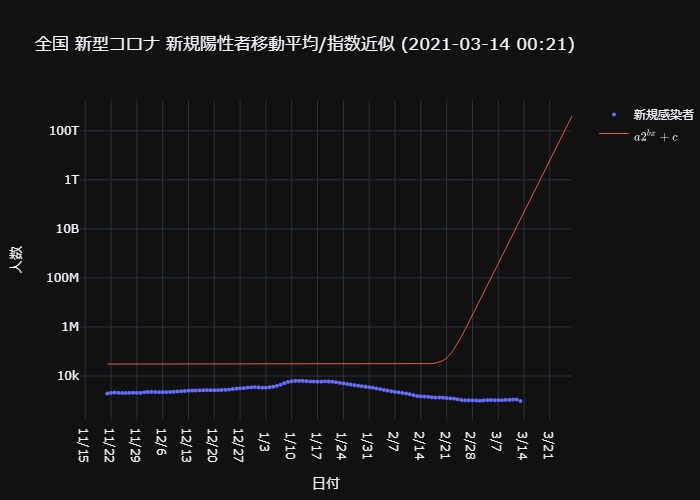 全国 新型コロナ 新規陽性者移動平均/指数近似 (2021-03-14 00:21)
新規感染者
a2^{bx} + c
人数
100T
1T
10B
100M
1M
10k
11/15
11/22
11/29
12/6
12/13
12/20
12/27
1/3
1/10
1/17
1/24
1/31
2/7
2/14
2/21
2/28
3/7
3/14
3/21
日付